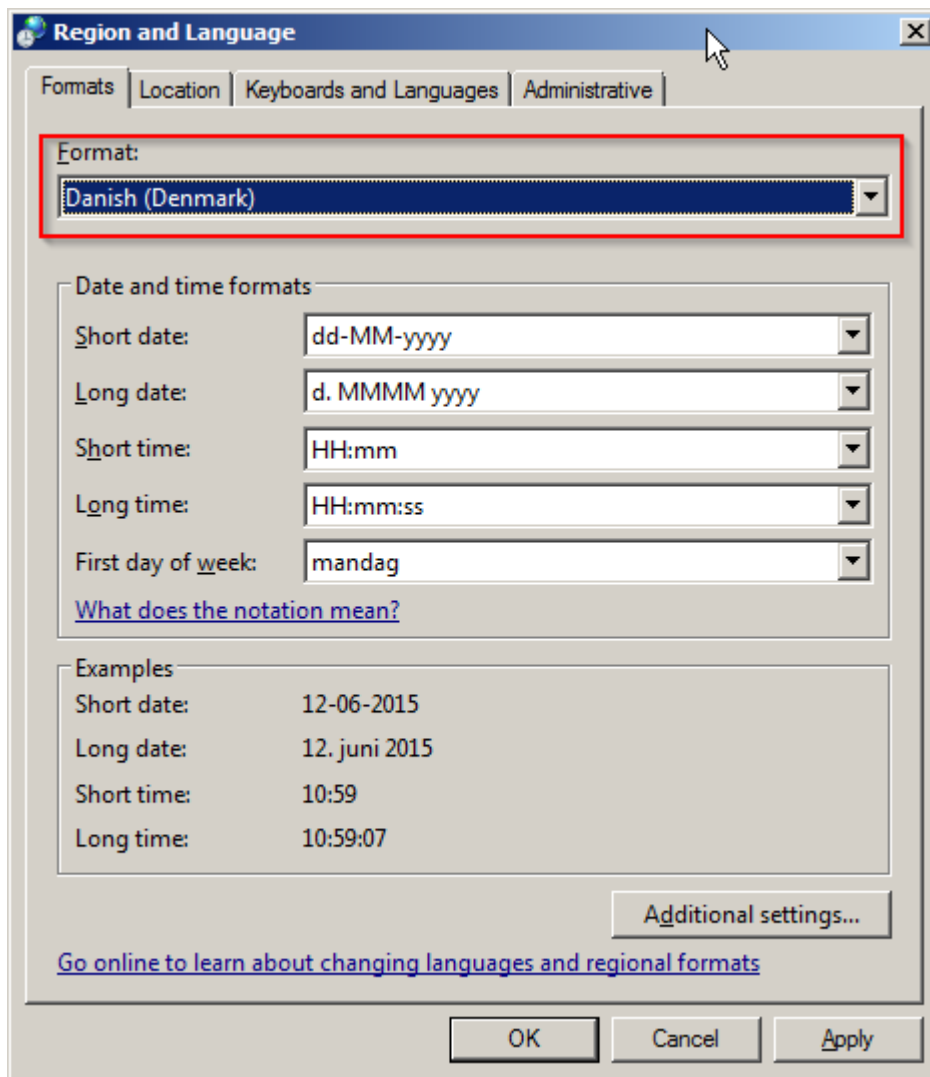 Region and Language
Formats Location Keyboards and Languages Administrative
Format:
Danish (Denmark)
Date and time formats
Short date: dd-MM-yyyy
Long date: d. MMMM yyyy
Short time: HH:mm
Long time: HH:mm:ss
First day of week: mandag
What does the notation mean?
Examples
Short date: 12-06-2015
Long date: 12. juni 2015
Short time: 10:59
Long time: 10:59:07
Additional settings...
Go online to learn about changing languages and regional formats
OK Cancel Apply